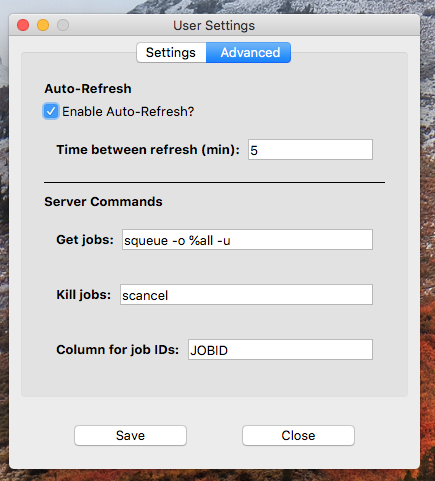 User Settings
Settings Advanced
Auto-Refresh
Enable Auto-Refresh?
Time between refresh (min): 5
Server Commands
Get jobs: squeue -o %all -u
Kill jobs: scancel
Column for job IDs: JOBID
Save Close